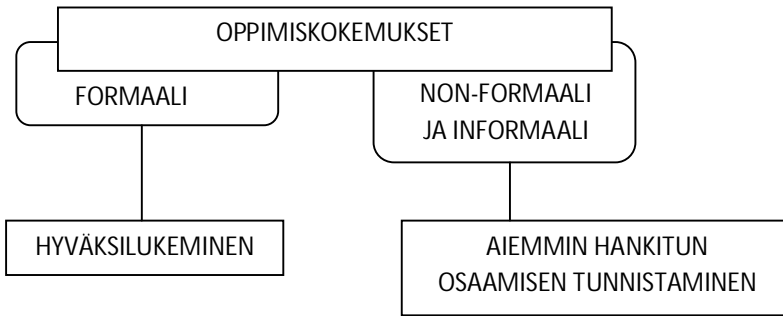 OPPIMISKOKEMUKSET
FORMAALI
NON-FORMAALI
JA INFORMAALI
HYVÄKSILUKEMINEN
AIEMMIN HANKITUN
OSAAMISEN TUNNISTAMINEN